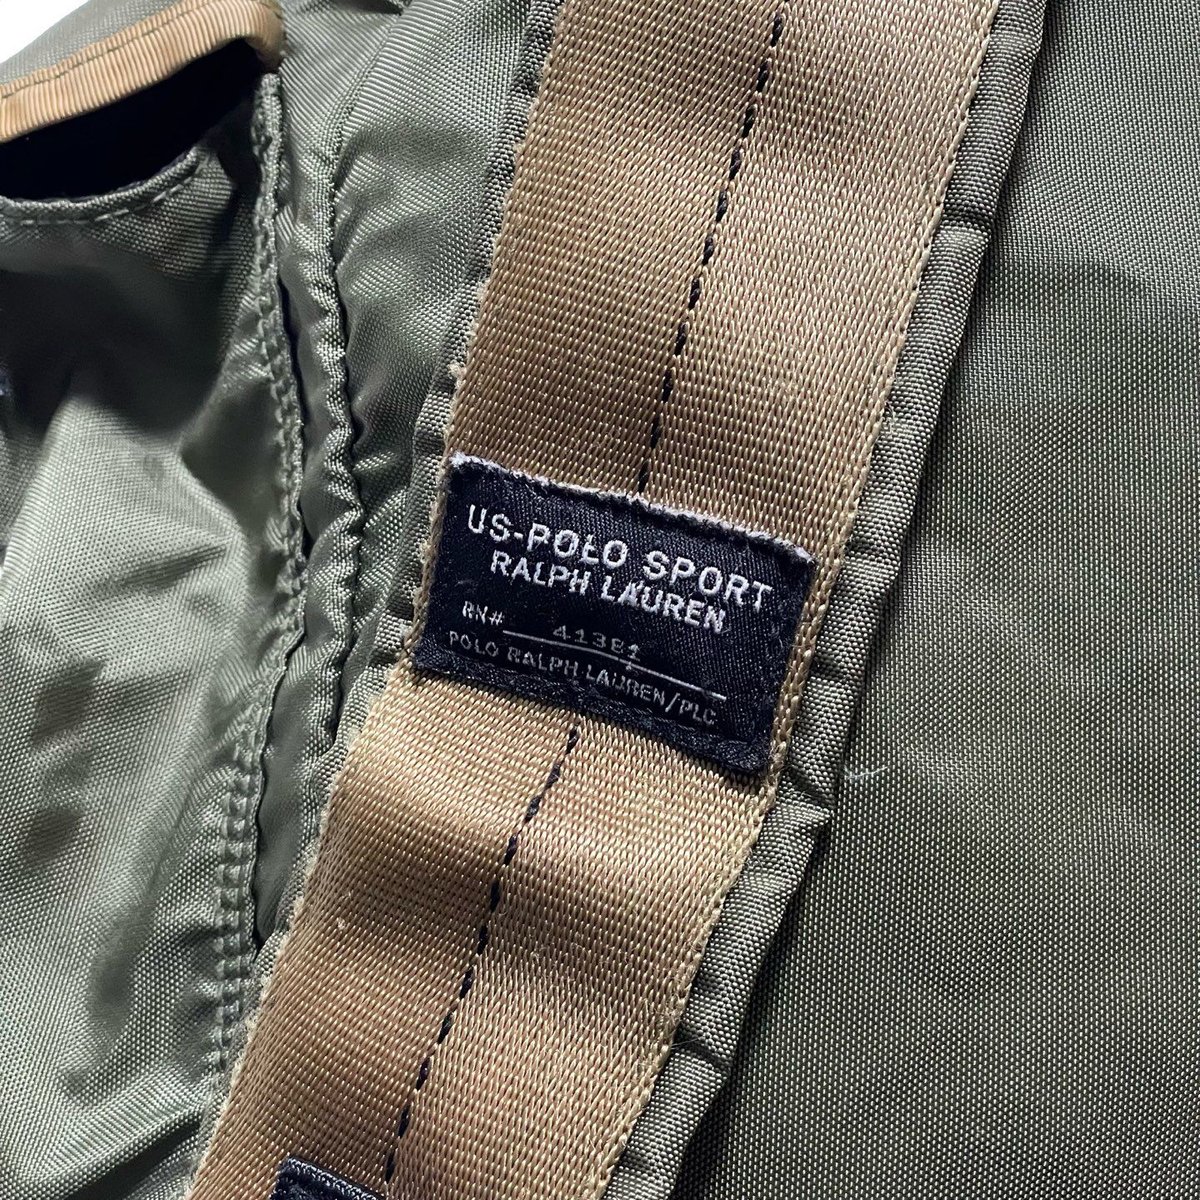 US-POLO SPORT
RALPH LAUREN
RN# 41381
POLO RALPH LAUREN/PLC